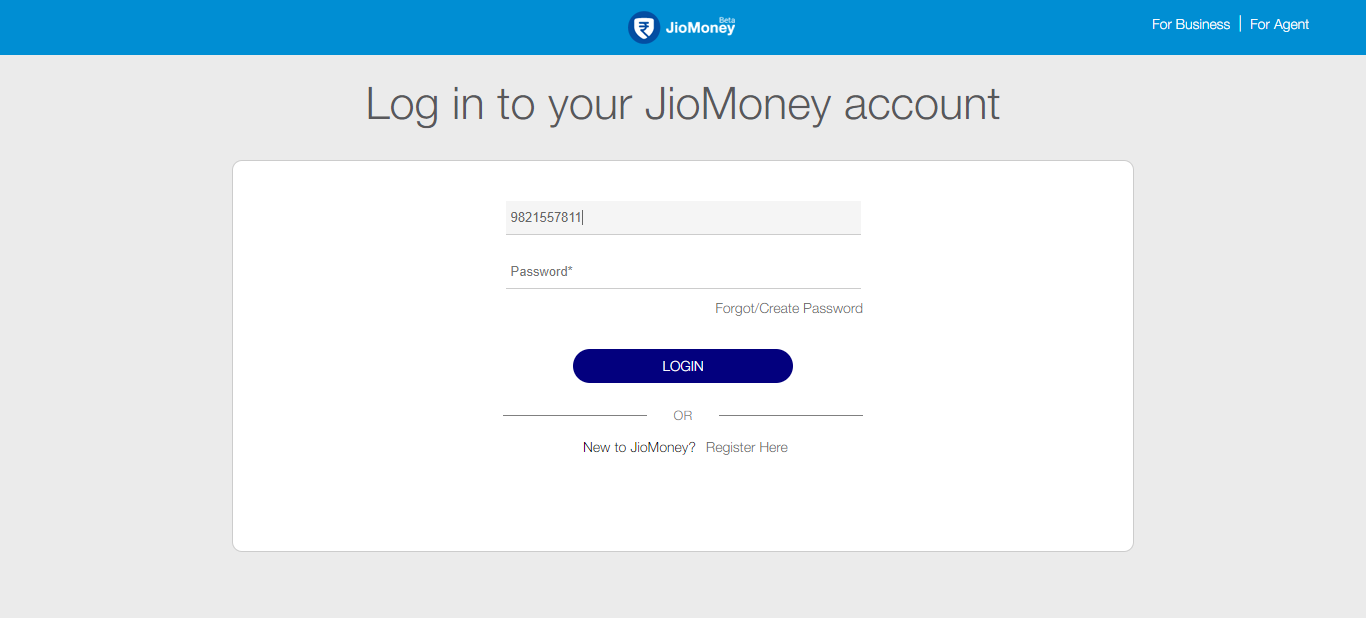 JioMoney Beta
For Business | For Agent
Log in to your JioMoney account
9821557811
Password*
Forgot/Create Password
LOGIN
OR
New to JioMoney? Register Here